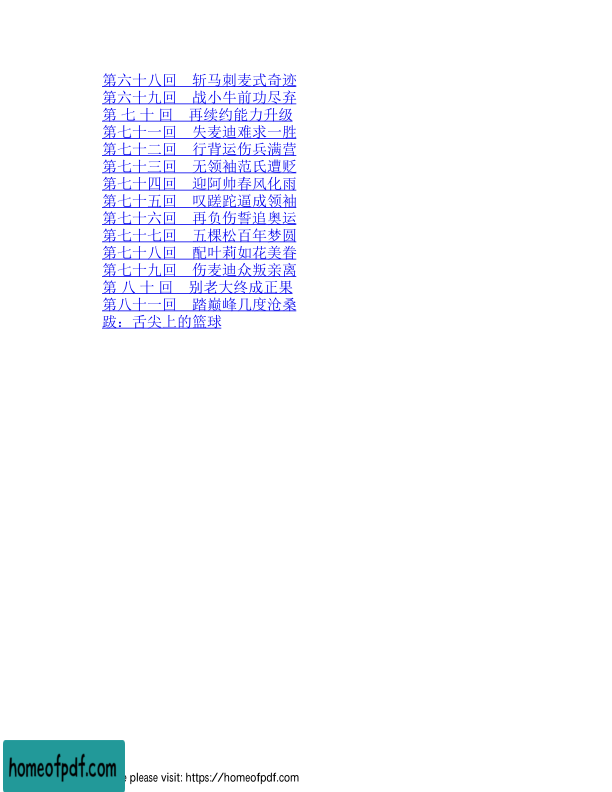 第六十八回　斩马刺麦式奇迹
第六十九回　战小牛前功尽弃
第 七 十 回　再续约能力升级
第七十一回　失麦迪难求一胜
第七十二回　行背运伤兵满营
第七十三回　无领袖范氏遭贬
第七十四回　迎阿帅春风化雨
第七十五回　叹蹉跎逼成领袖
第七十六回　再负伤誓追奥运
第七十七回　五棵松百年梦圆
第七十八回　配叶莉如花美眷
第七十九回　伤麦迪众叛亲离
第 八 十 回　别老大终成正果
第八十一回　踏巅峰几度沧桑
跋：舌尖上的篮球
homeofpdf.com
please visit: https://homeofpdf.com